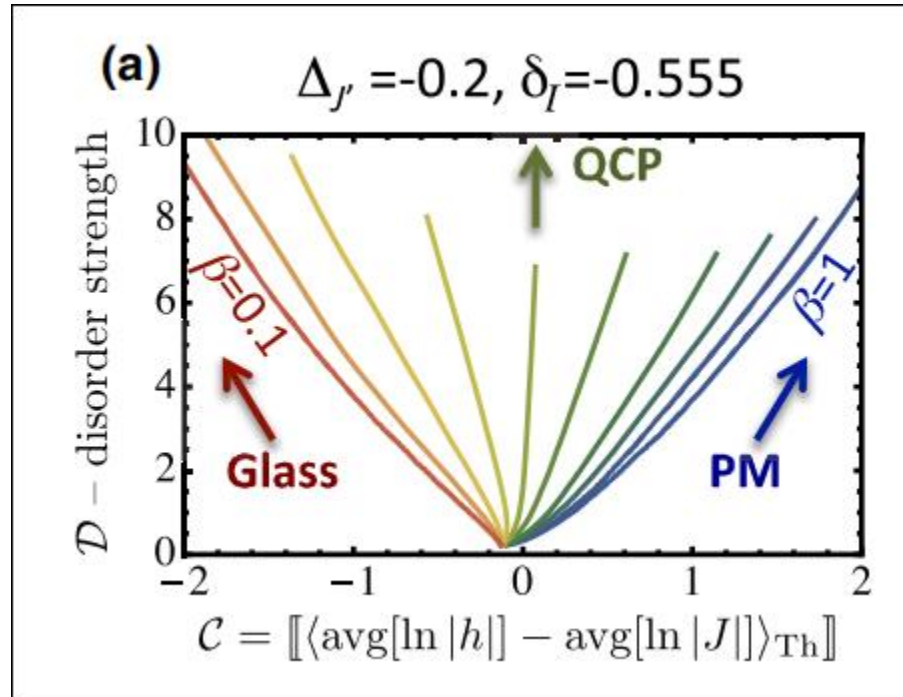 (a)
Δ_J' =-0.2, δ_I=-0.555
𝒟 – disorder strength
10
8
6
4
2
0
QCP
β=0.1
β=1
Glass
PM
−2
−1
0
1
2
𝒞 = ⟦⟨avg[ln |h|] − avg[ln |J|]⟩_Th⟧